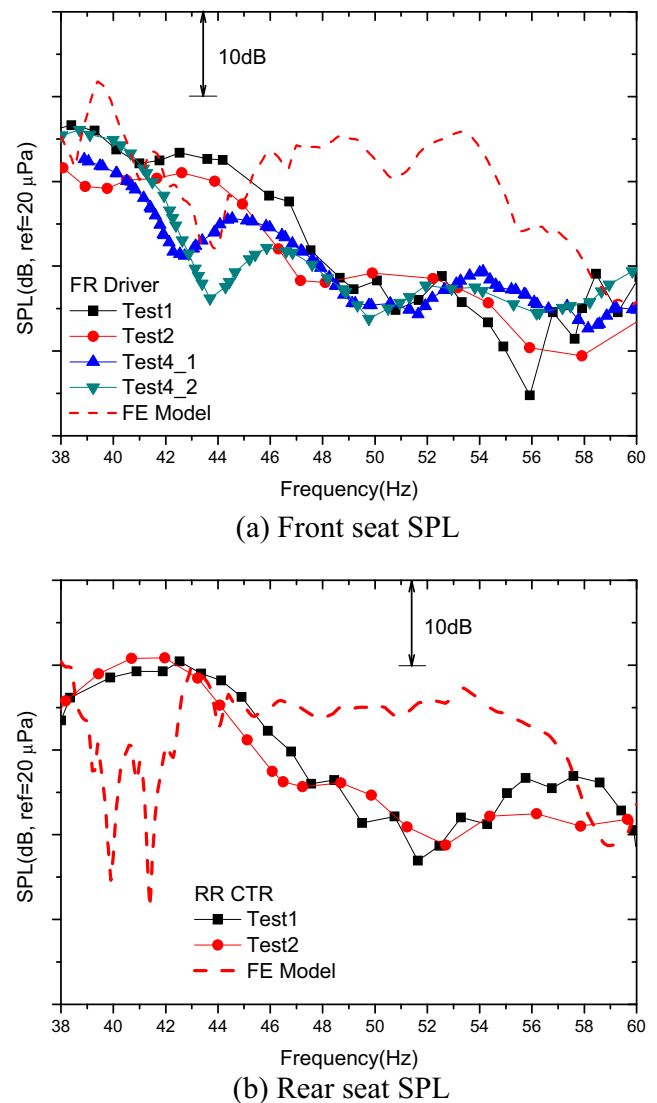 10dB
SPL(dB, ref=20 μPa)
FR Driver
Test1
Test2
Test4_1
Test4_2
FE Model
38 40 42 44 46 48 50 52 54 56 58 60
Frequency(Hz)
(a) Front seat SPL
10dB
SPL(dB, ref=20 μPa)
RR CTR
Test1
Test2
FE Model
38 40 42 44 46 48 50 52 54 56 58 60
Frequency(Hz)
(b) Rear seat SPL